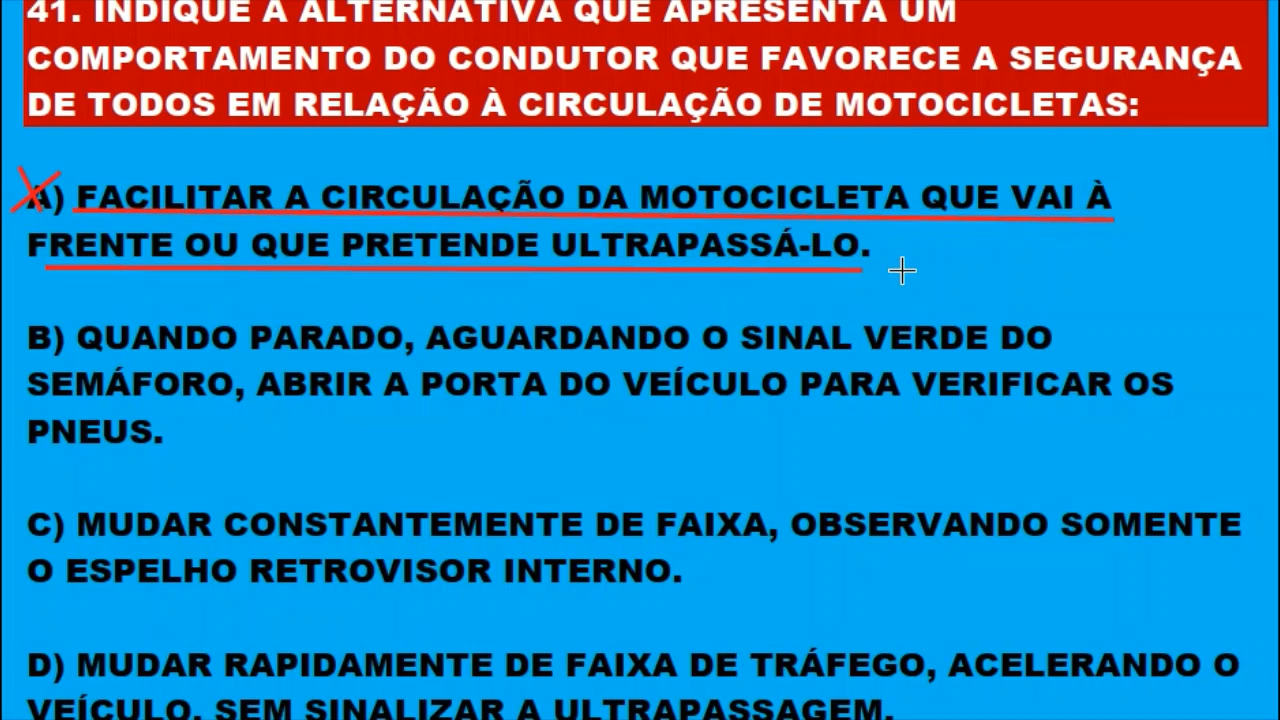 41. INDIQUE A ALTERNATIVA QUE APRESENTA UM
COMPORTAMENTO DO CONDUTOR QUE FAVORECE A SEGURANÇA
DE TODOS EM RELAÇÃO À CIRCULAÇÃO DE MOTOCICLETAS:
A) FACILITAR A CIRCULAÇÃO DA MOTOCICLETA QUE VAI À
FRENTE OU QUE PRETENDE ULTRAPASSÁ-LO.
B) QUANDO PARADO, AGUARDANDO O SINAL VERDE DO
SEMÁFORO, ABRIR A PORTA DO VEÍCULO PARA VERIFICAR OS
PNEUS.
C) MUDAR CONSTANTEMENTE DE FAIXA, OBSERVANDO SOMENTE
O ESPELHO RETROVISOR INTERNO.
D) MUDAR RAPIDAMENTE DE FAIXA DE TRÁFEGO, ACELERANDO O
VEÍCULO, SEM SINALIZAR A ULTRAPASSAGEM.